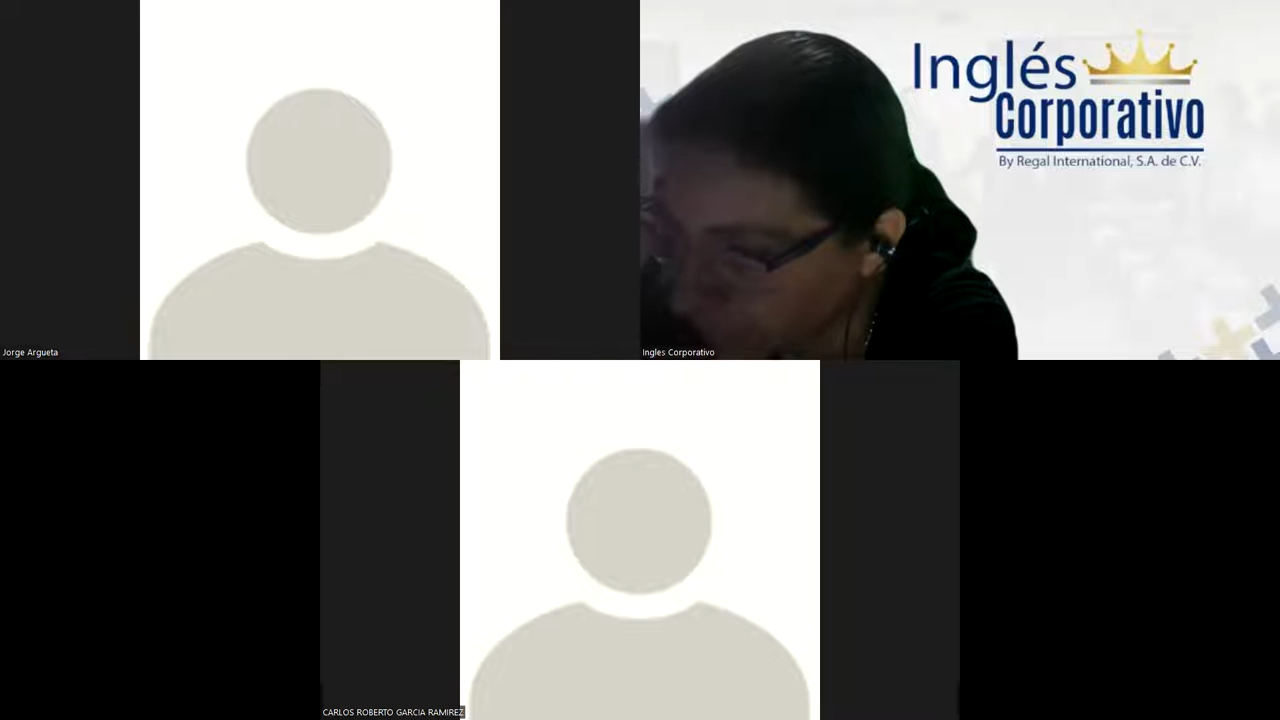 Inglés
Corporativo
By Regal International, S.A. de C.V.
Jorge Argueta
Ingles Corporativo
CARLOS ROBERTO GARCIA RAMIREZ